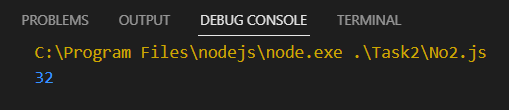 PROBLEMS OUTPUT DEBUG CONSOLE TERMINAL
C:\Program Files\nodejs\node.exe .\Task2\No2.js
32